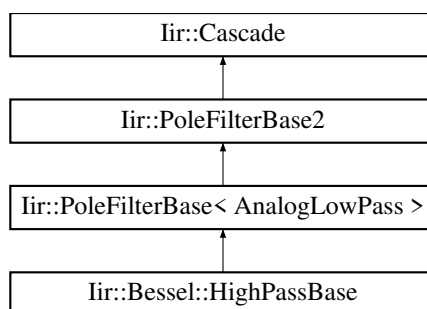 Iir::Cascade
Iir::PoleFilterBase2
Iir::PoleFilterBase< AnalogLowPass >
Iir::Bessel::HighPassBase